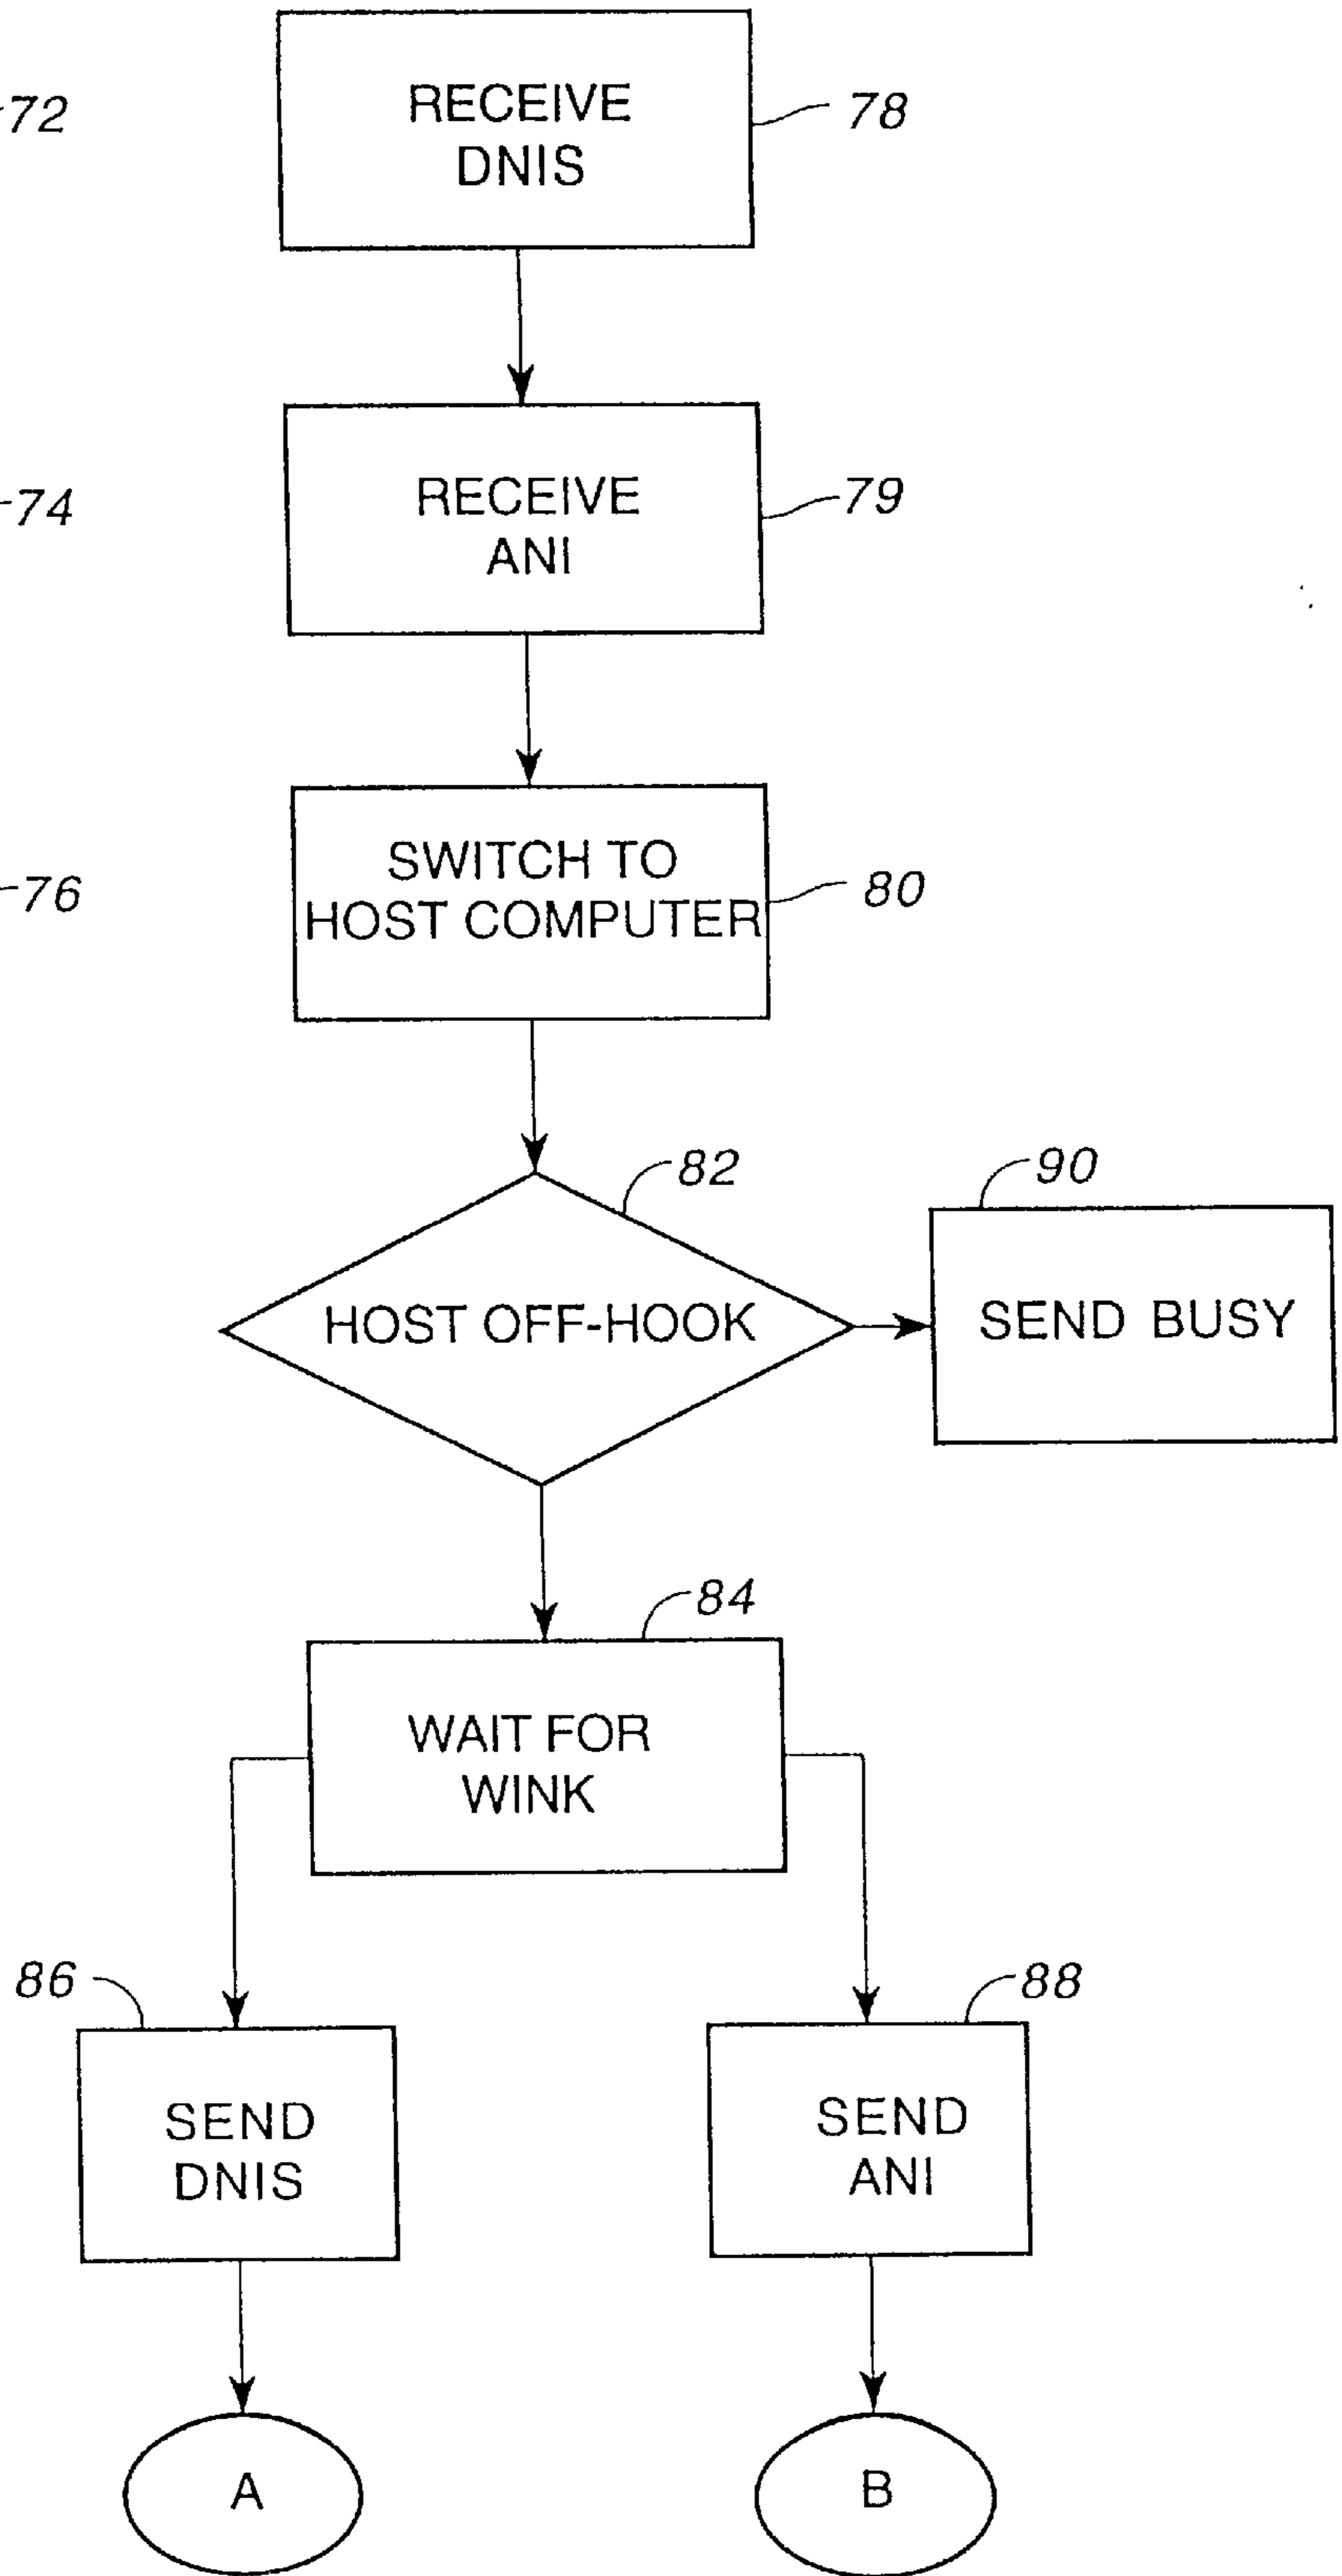 72
RECEIVE
DNIS
78
74
RECEIVE
ANI
79
76
SWITCH TO
HOST COMPUTER
80
82
HOST OFF-HOOK
90
SEND BUSY
84
WAIT FOR
WINK
86
SEND
DNIS
88
SEND
ANI
A
B